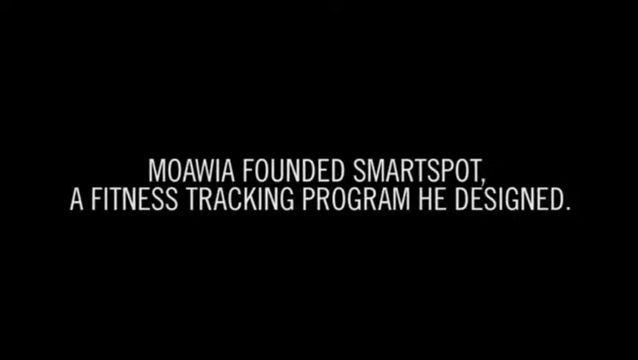 MOAWIA FOUNDED SMARTSPOT,
A FITNESS TRACKING PROGRAM HE DESIGNED.